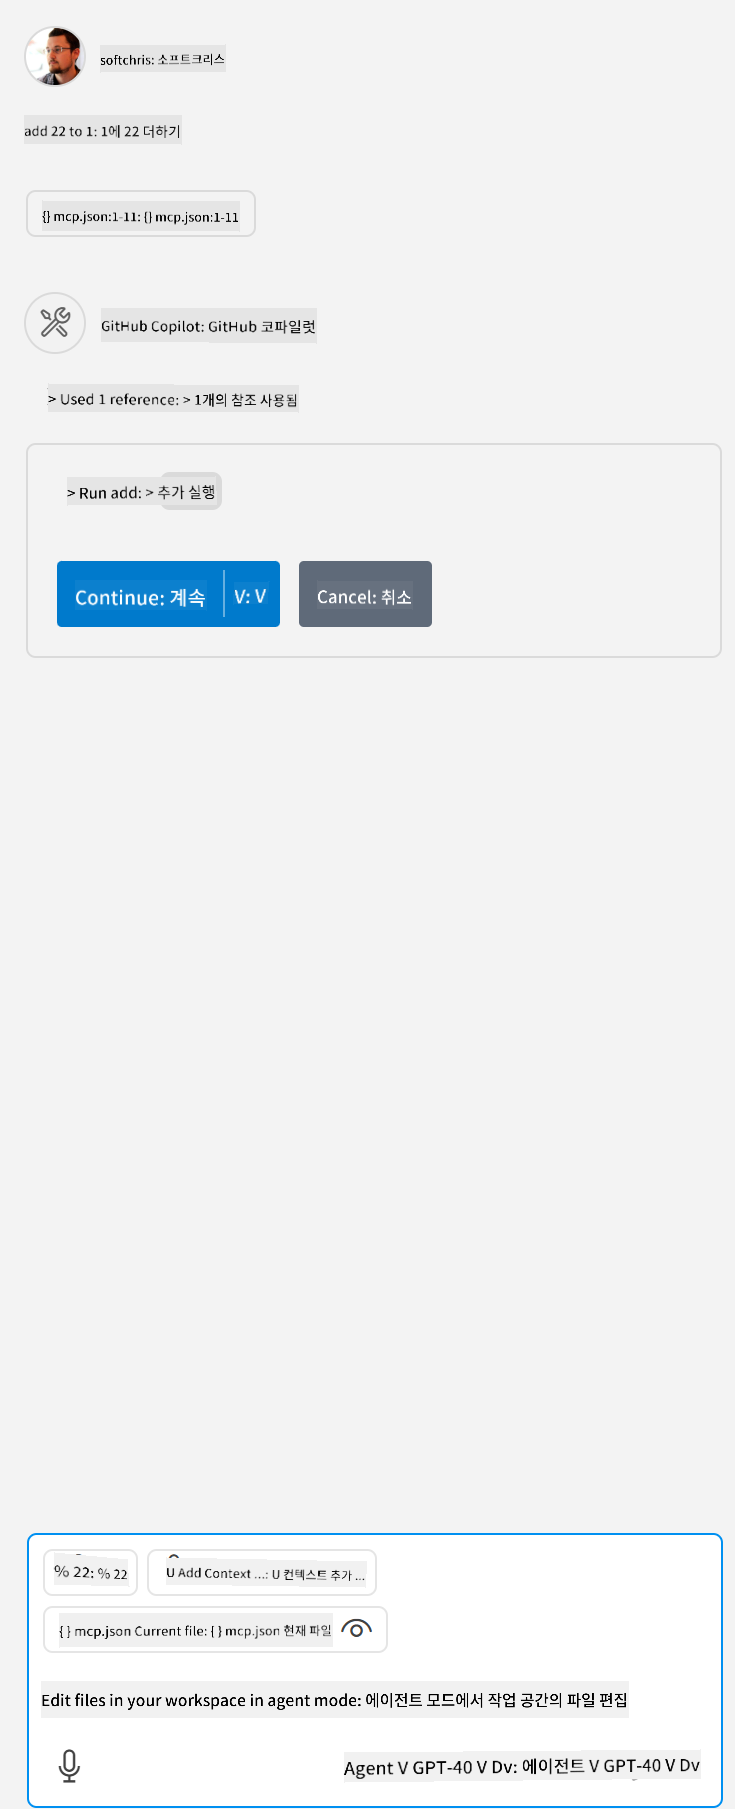 softchris: 소프트크리스
add 22 to 1: 1에 22 더하기
{} mcp.json:1-11: {} mcp.json:1-11
GitHub Copilot: GitHub 코파일럿
> Used 1 reference: > 1개의 참조 사용됨
> Run add: > 추가 실행
Continue: 계속 V: V Cancel: 취소
% 22: % 22 U Add Context ...: U 컨텍스트 추가 ...
{ } mcp.json Current file: { } mcp.json 현재 파일
Edit files in your workspace in agent mode: 에이전트 모드에서 작업 공간의 파일 편집
Agent V GPT-40 V Dv: 에이전트 V GPT-40 V Dv